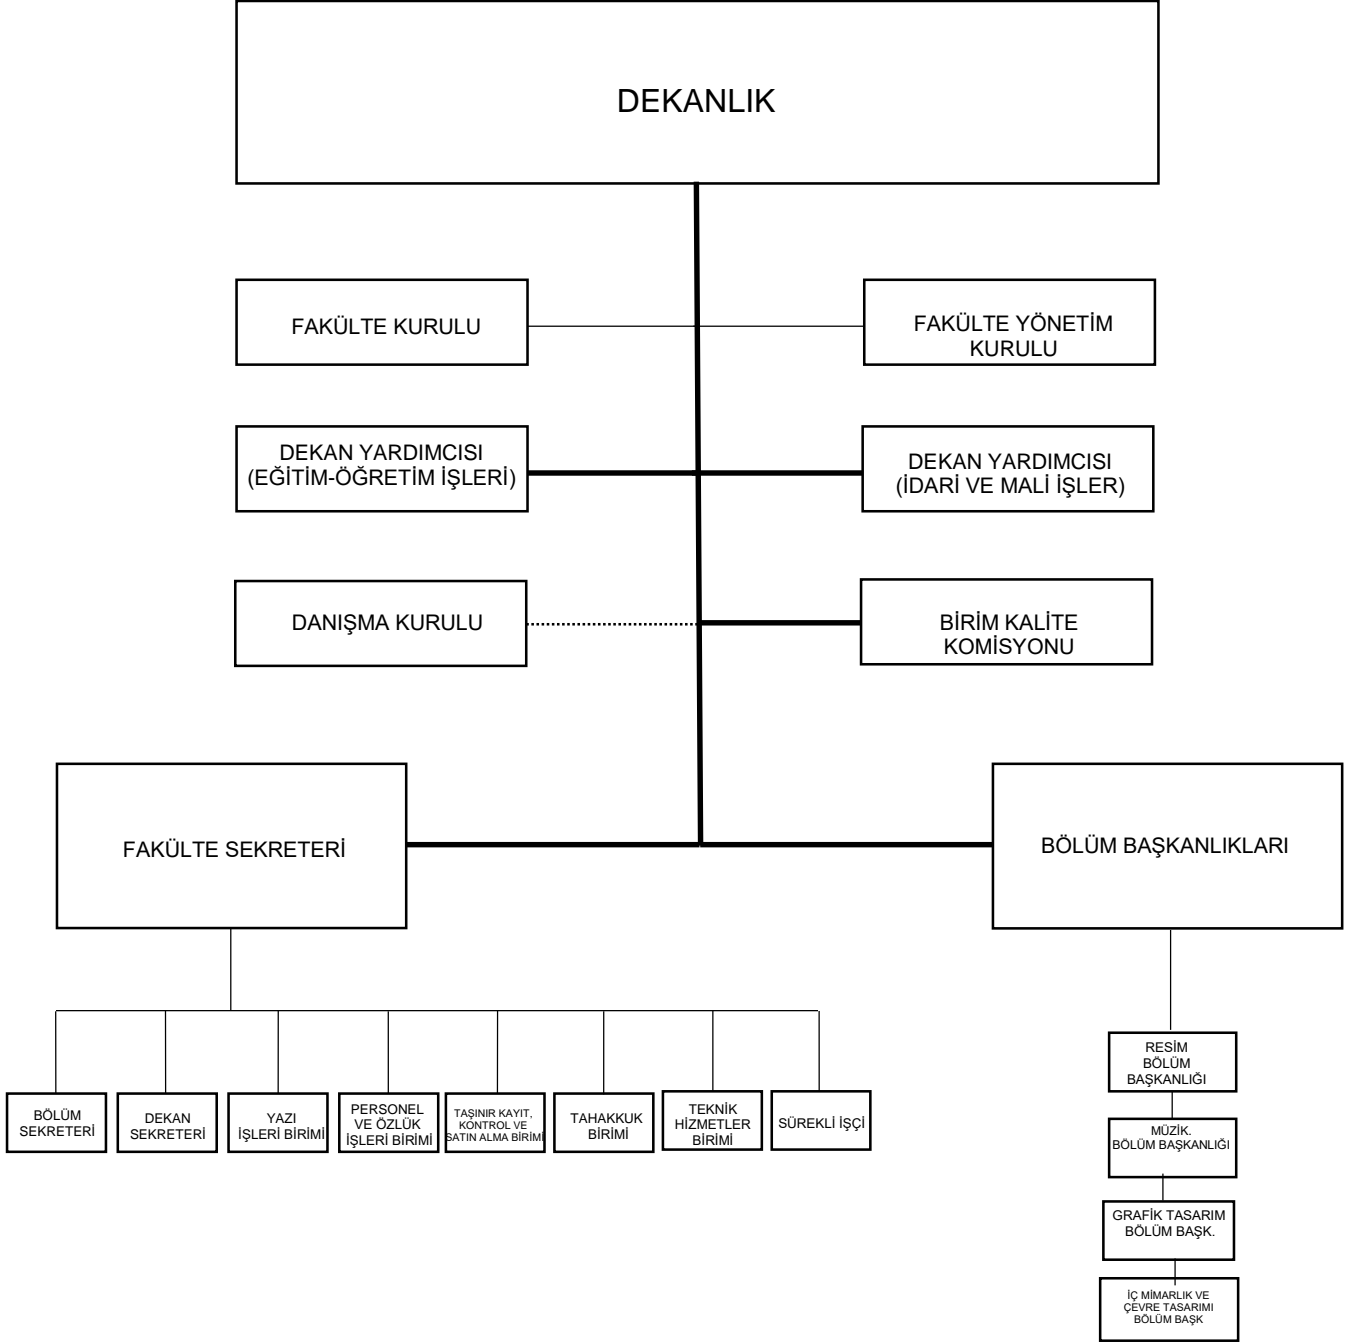 DEKANLIK
FAKÜLTE KURULU
FAKÜLTE YÖNETİM
KURULU
DEKAN YARDIMCISI
(EĞİTİM-ÖĞRETİM İŞLERİ)
DEKAN YARDIMCISI
(İDARİ VE MALİ İŞLER)
DANIŞMA KURULU
BİRİM KALİTE
KOMİSYONU
FAKÜLTE SEKRETERİ
BÖLÜM BAŞKANLIKLARI
BÖLÜM
SEKRETERİ
DEKAN
SEKRETERİ
YAZI
İŞLERİ BİRİMİ
PERSONEL
VE ÖZLÜK
İŞLERİ BİRİMİ
TAŞINIR KAYIT,
KONTROL VE
SATIN ALMA BİRİMİ
TAHAKKUK
BİRİMİ
TEKNİK
HİZMETLER
BİRİMİ
SÜREKLİ İŞÇİ
RESİM
BÖLÜM
BAŞKANLIĞI
MÜZİK.
BÖLÜM BAŞKANLIĞI
GRAFİK TASARIM
BÖLÜM BAŞK.
İÇ MİMARLIK VE
ÇEVRE TASARIMI
BÖLÜM BAŞK